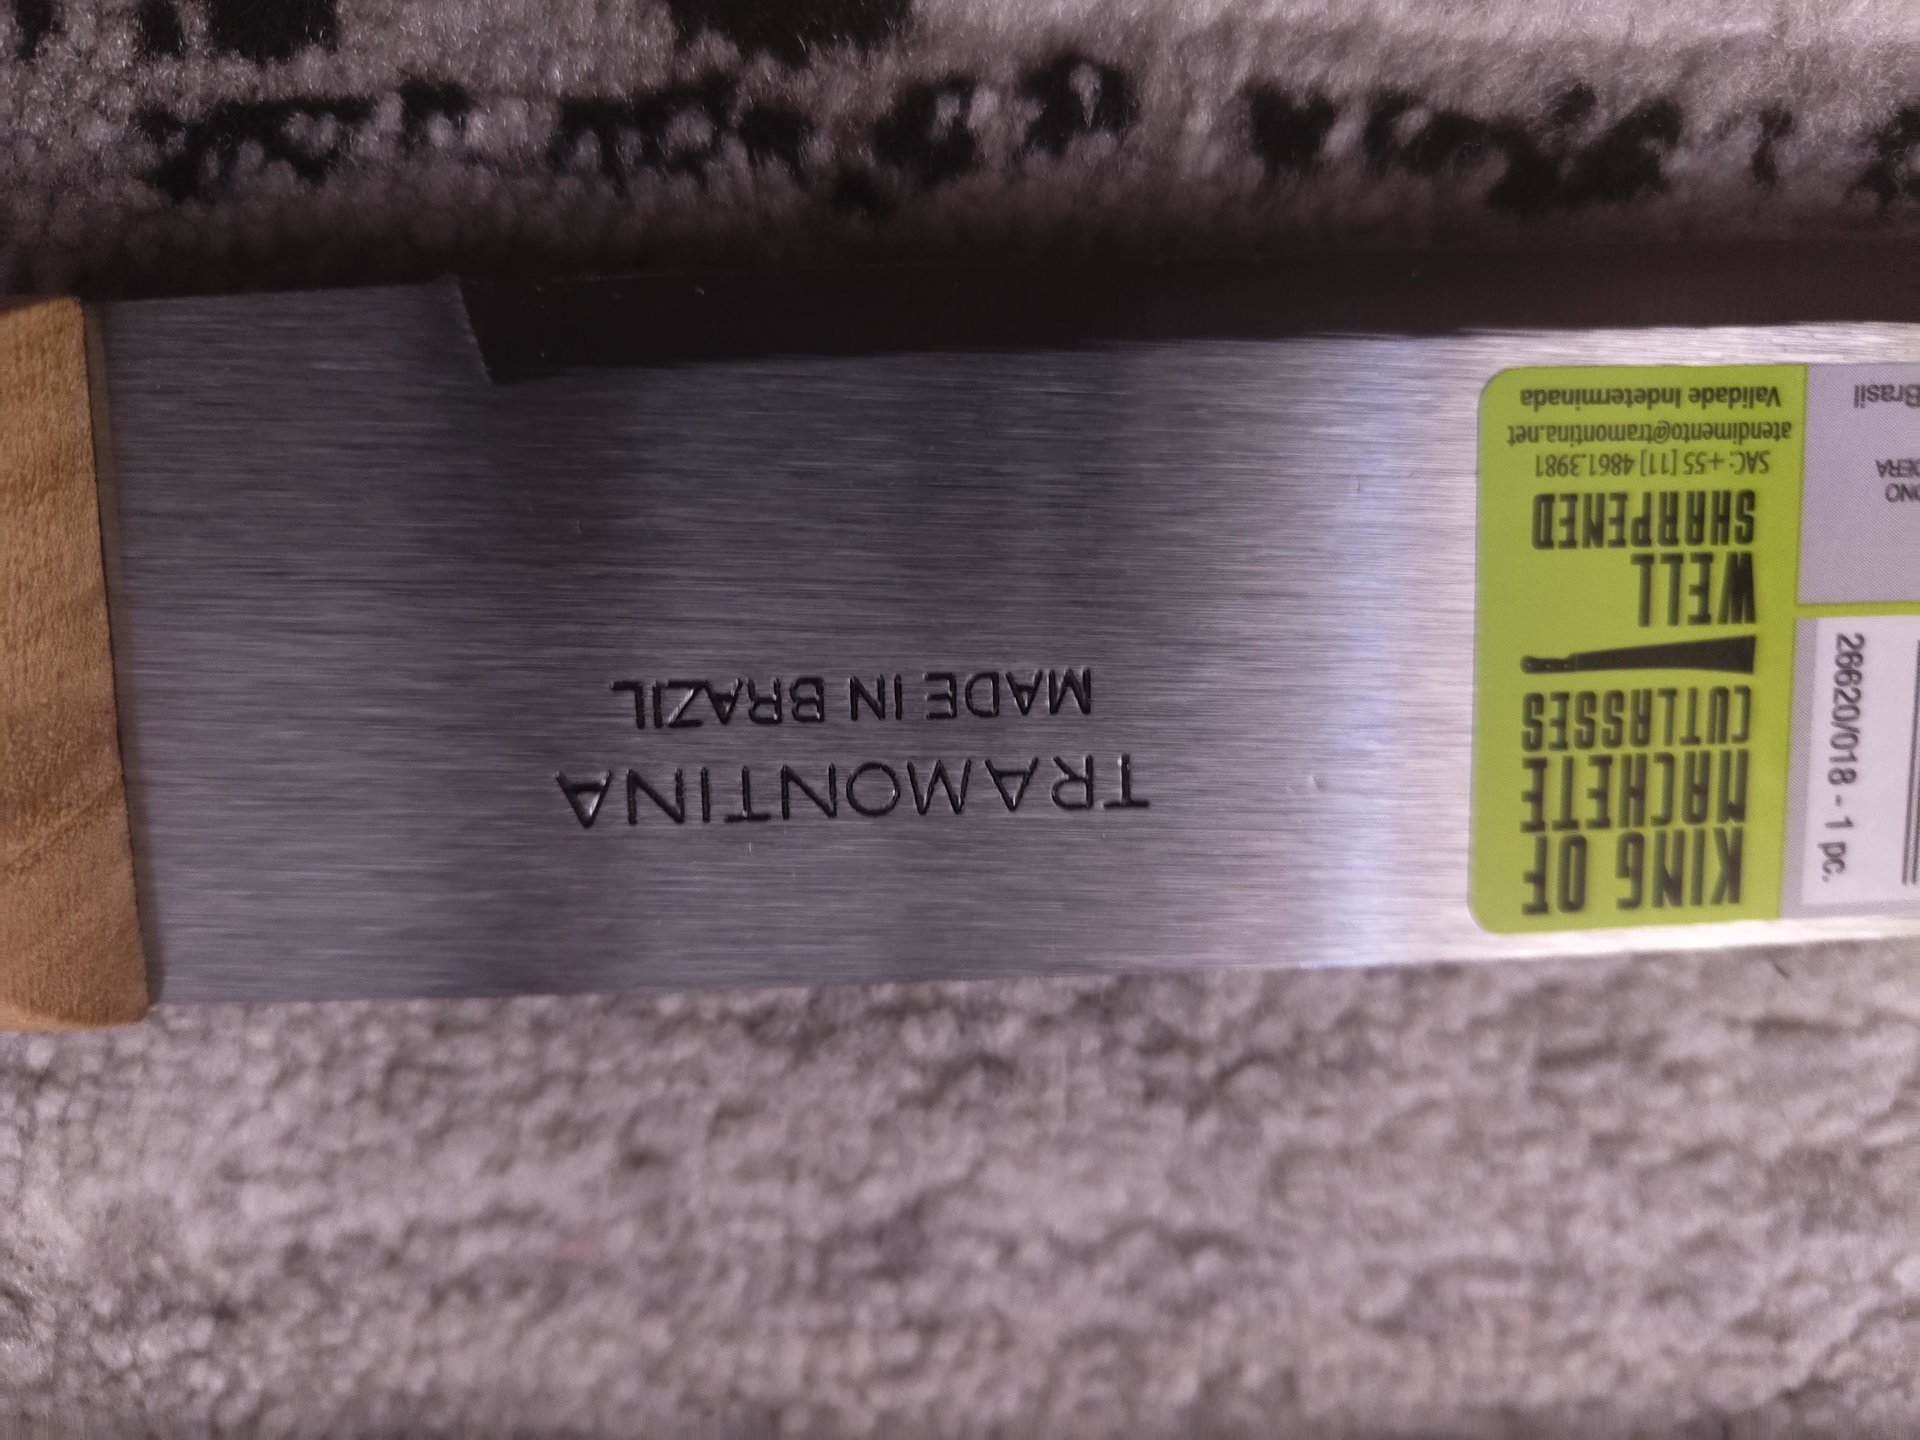 TRAMONTINA
MADE IN BRAZIL
KING OF
MACHETE
CUTLASSES
WELL
SHARPENED
SAC: +55 [11] 4861.3981
atendimento@tramontina.net
Validade Indeterminada
26620/018 - 1 pc.
Brasil